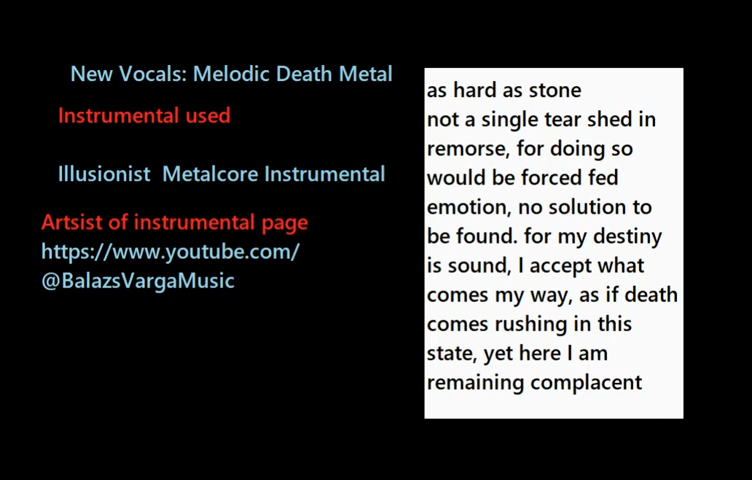 New Vocals: Melodic Death Metal
Instrumental used
Illusionist  Metalcore Instrumental
Artsist of instrumental page
https://www.youtube.com/
@BalazsVargaMusic
as hard as stone
not a single tear shed in
remorse, for doing so
would be forced fed
emotion, no solution to
be found. for my destiny
is sound, I accept what
comes my way, as if death
comes rushing in this
state, yet here I am
remaining complacent